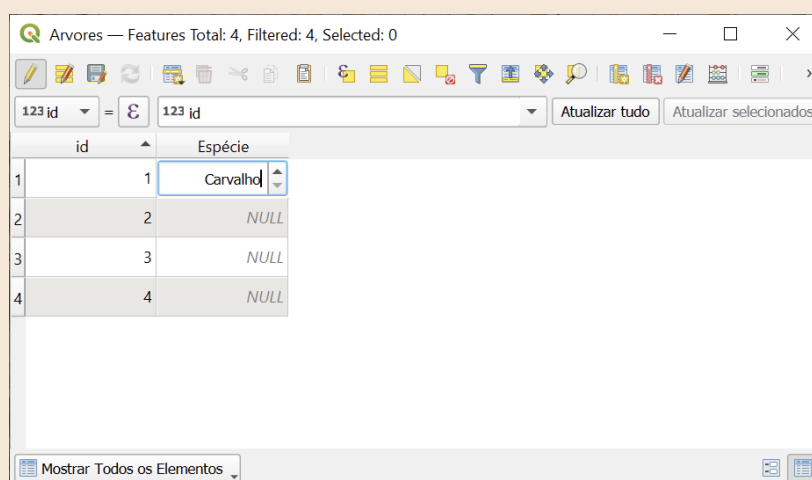 Arvores — Features Total: 4, Filtered: 4, Selected: 0
123 id = ε 123 id Atualizar tudo Atualizar selecionados
id Espécie
1 1 Carvalho
2 2 NULL
3 3 NULL
4 4 NULL
Mostrar Todos os Elementos